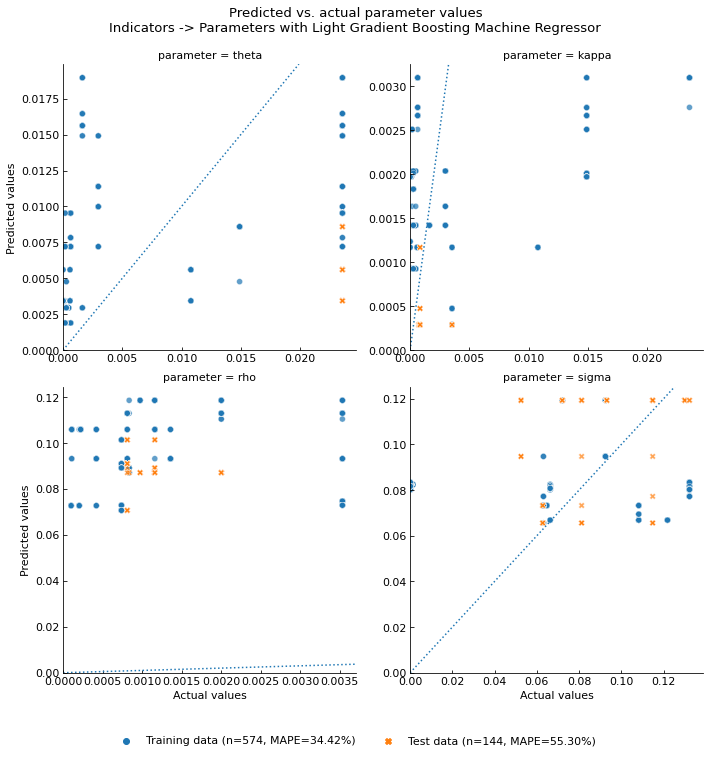 Predicted vs. actual parameter values
Indicators -> Parameters with Light Gradient Boosting Machine Regressor
parameter = theta
Predicted values
0.0175
0.0150
0.0125
0.0100
0.0075
0.0050
0.0025
0.0000
0.000 0.005 0.010 0.015 0.020
parameter = kappa
0.0030
0.0025
0.0020
0.0015
0.0010
0.0005
0.0000
0.000 0.005 0.010 0.015 0.020
parameter = rho
Predicted values
0.12
0.10
0.08
0.06
0.04
0.02
0.00
0.0000 0.0005 0.0010 0.0015 0.0020 0.0025 0.0030 0.0035
Actual values
parameter = sigma
0.12
0.10
0.08
0.06
0.04
0.02
0.00
0.00 0.02 0.04 0.06 0.08 0.10 0.12
Actual values
Training data (n=574, MAPE=34.42%) Test data (n=144, MAPE=55.30%)